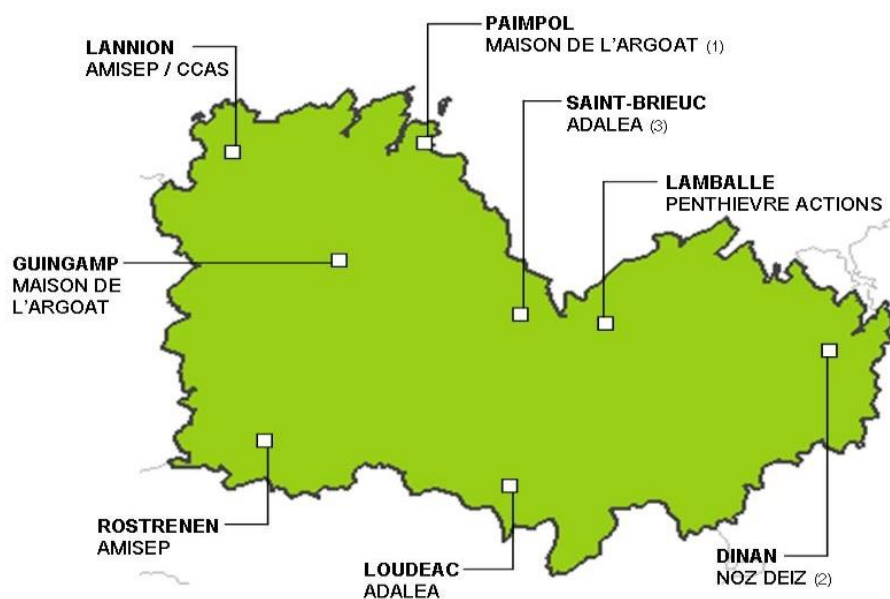 PAIMPOL
MAISON DE L'ARGOAT (1)
LANNION
AMISEP / CCAS
SAINT-BRIEUC
ADALEA (3)
LAMBALLE
PENTHIEVRE ACTIONS
GUINGAMP
MAISON DE
L'ARGOAT
ROSTRENEN
AMISEP
LOUDEAC
ADALEA
DINAN
NOZ DEIZ (2)